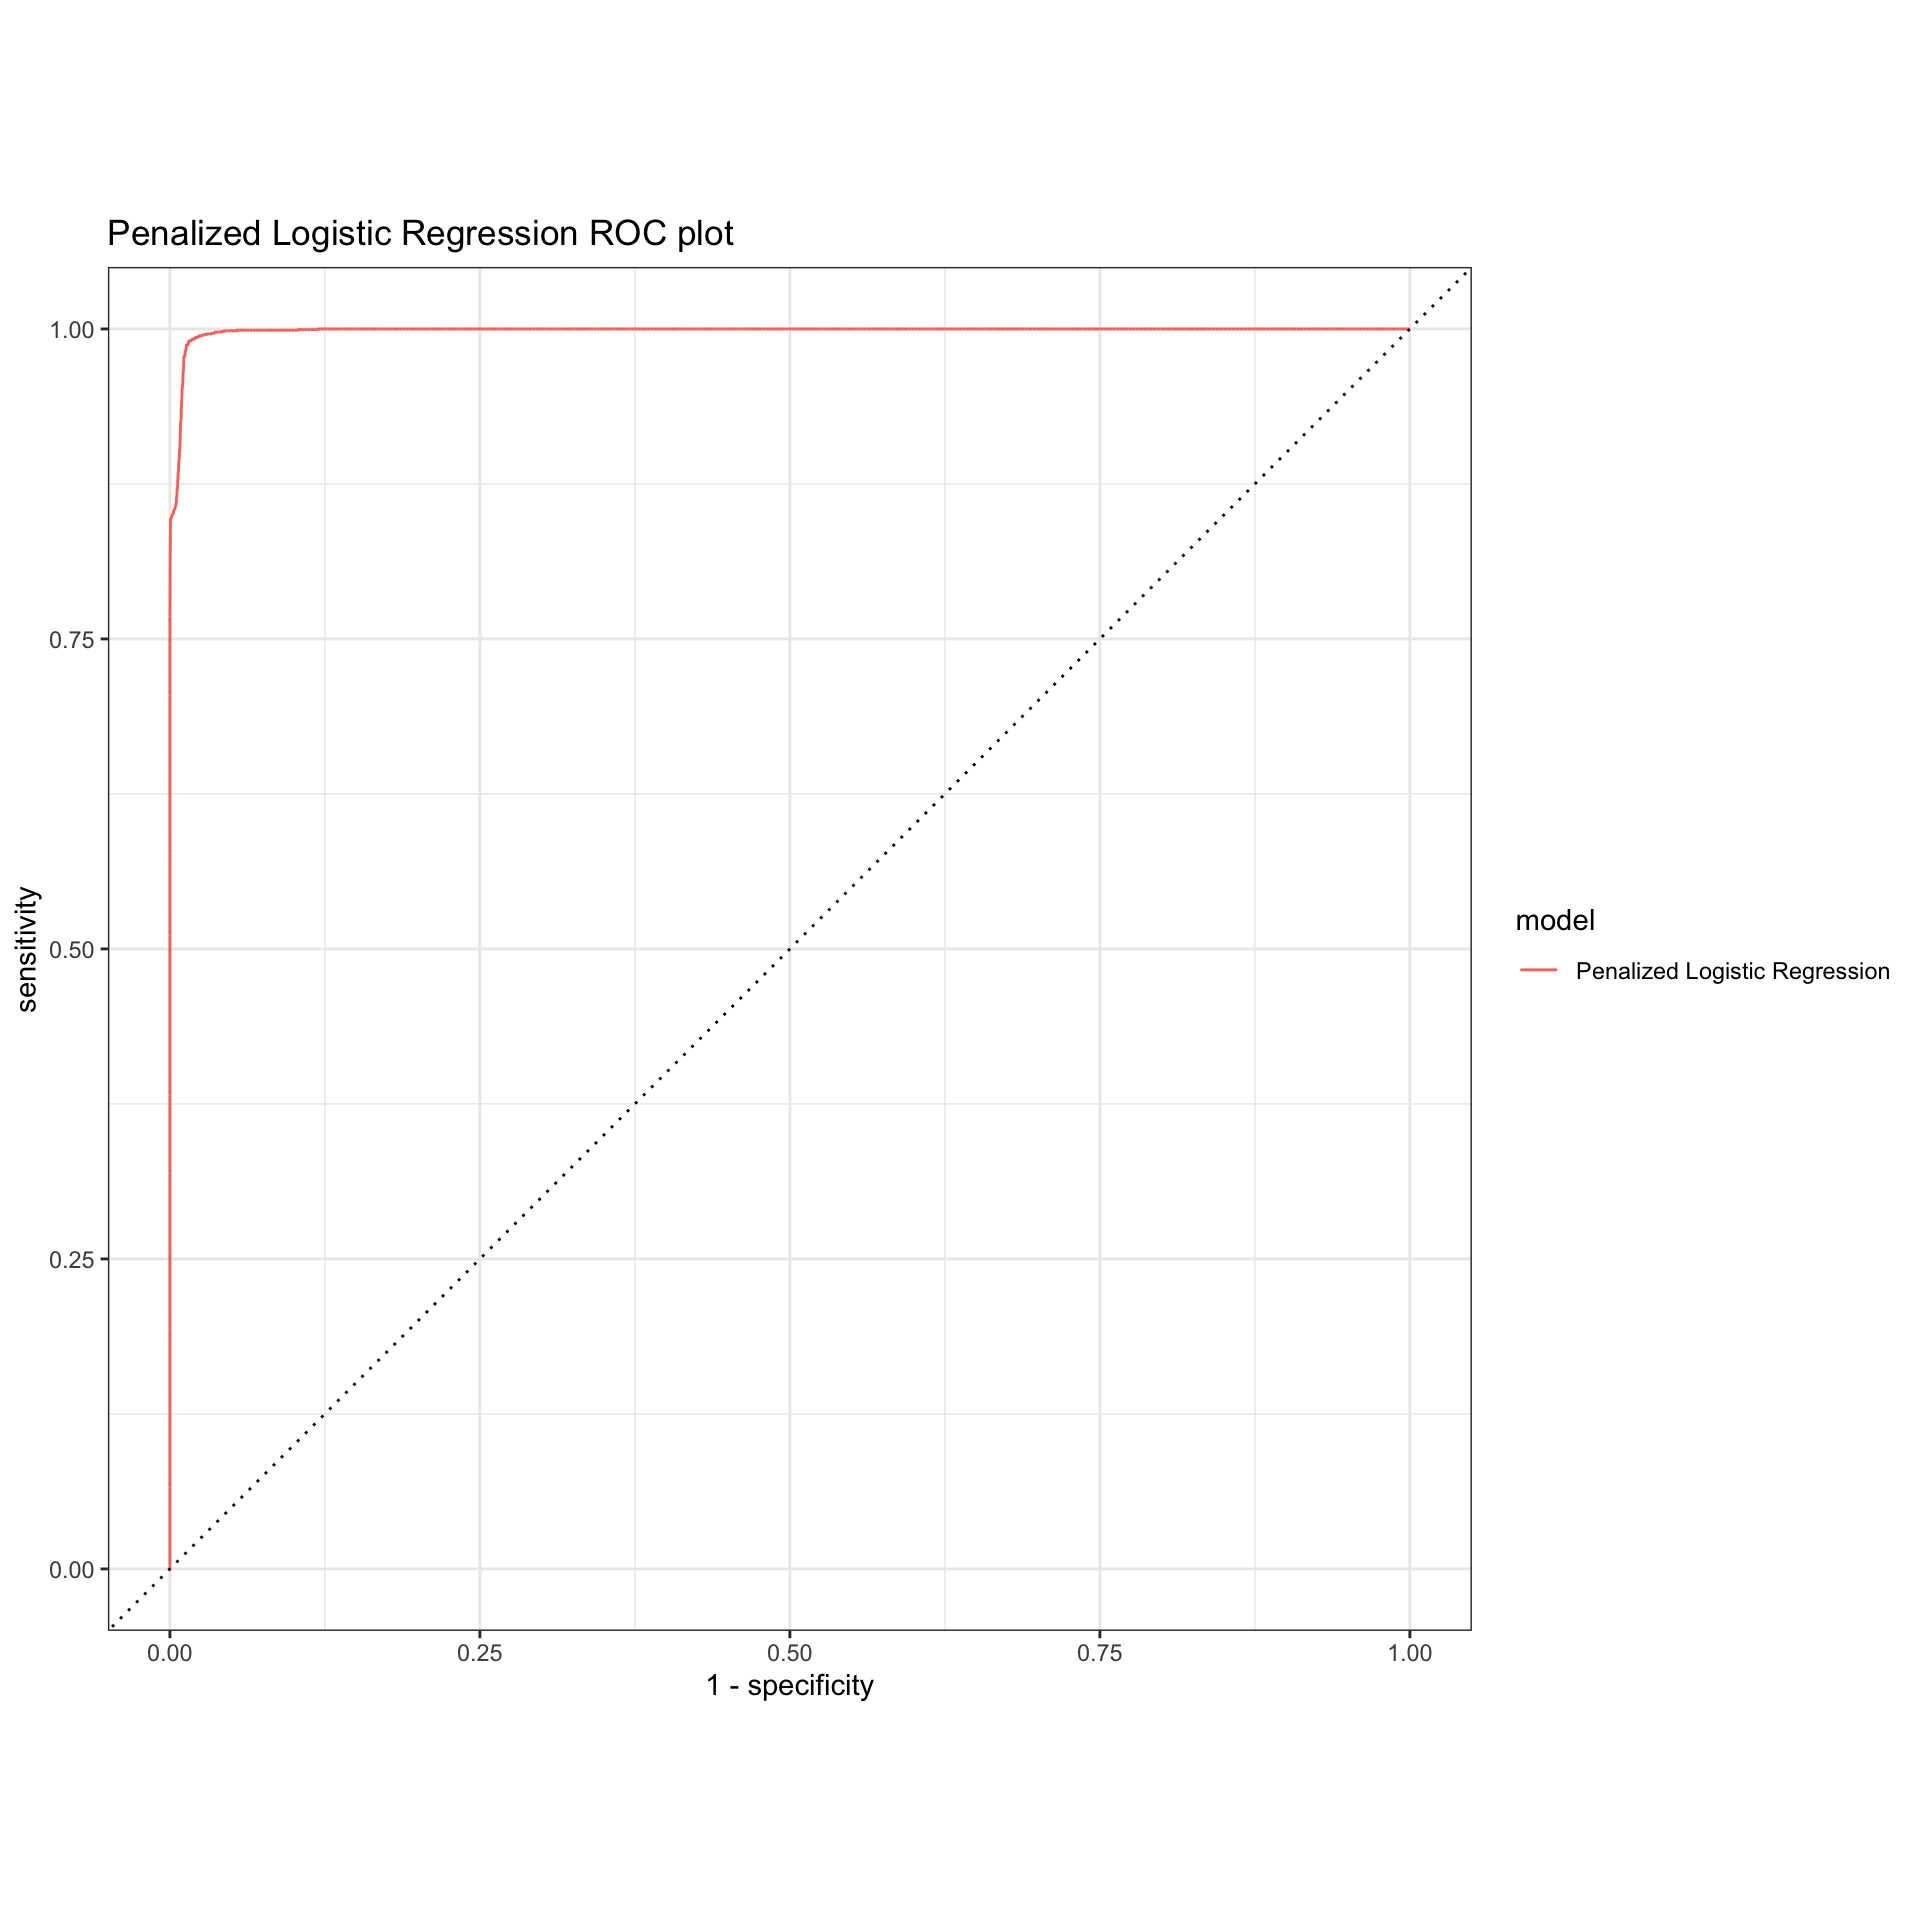 Penalized Logistic Regression ROC plot
1.00
0.75
0.50
0.25
0.00
sensitivity
0.00 0.25 0.50 0.75 1.00
1 - specificity
model
Penalized Logistic Regression